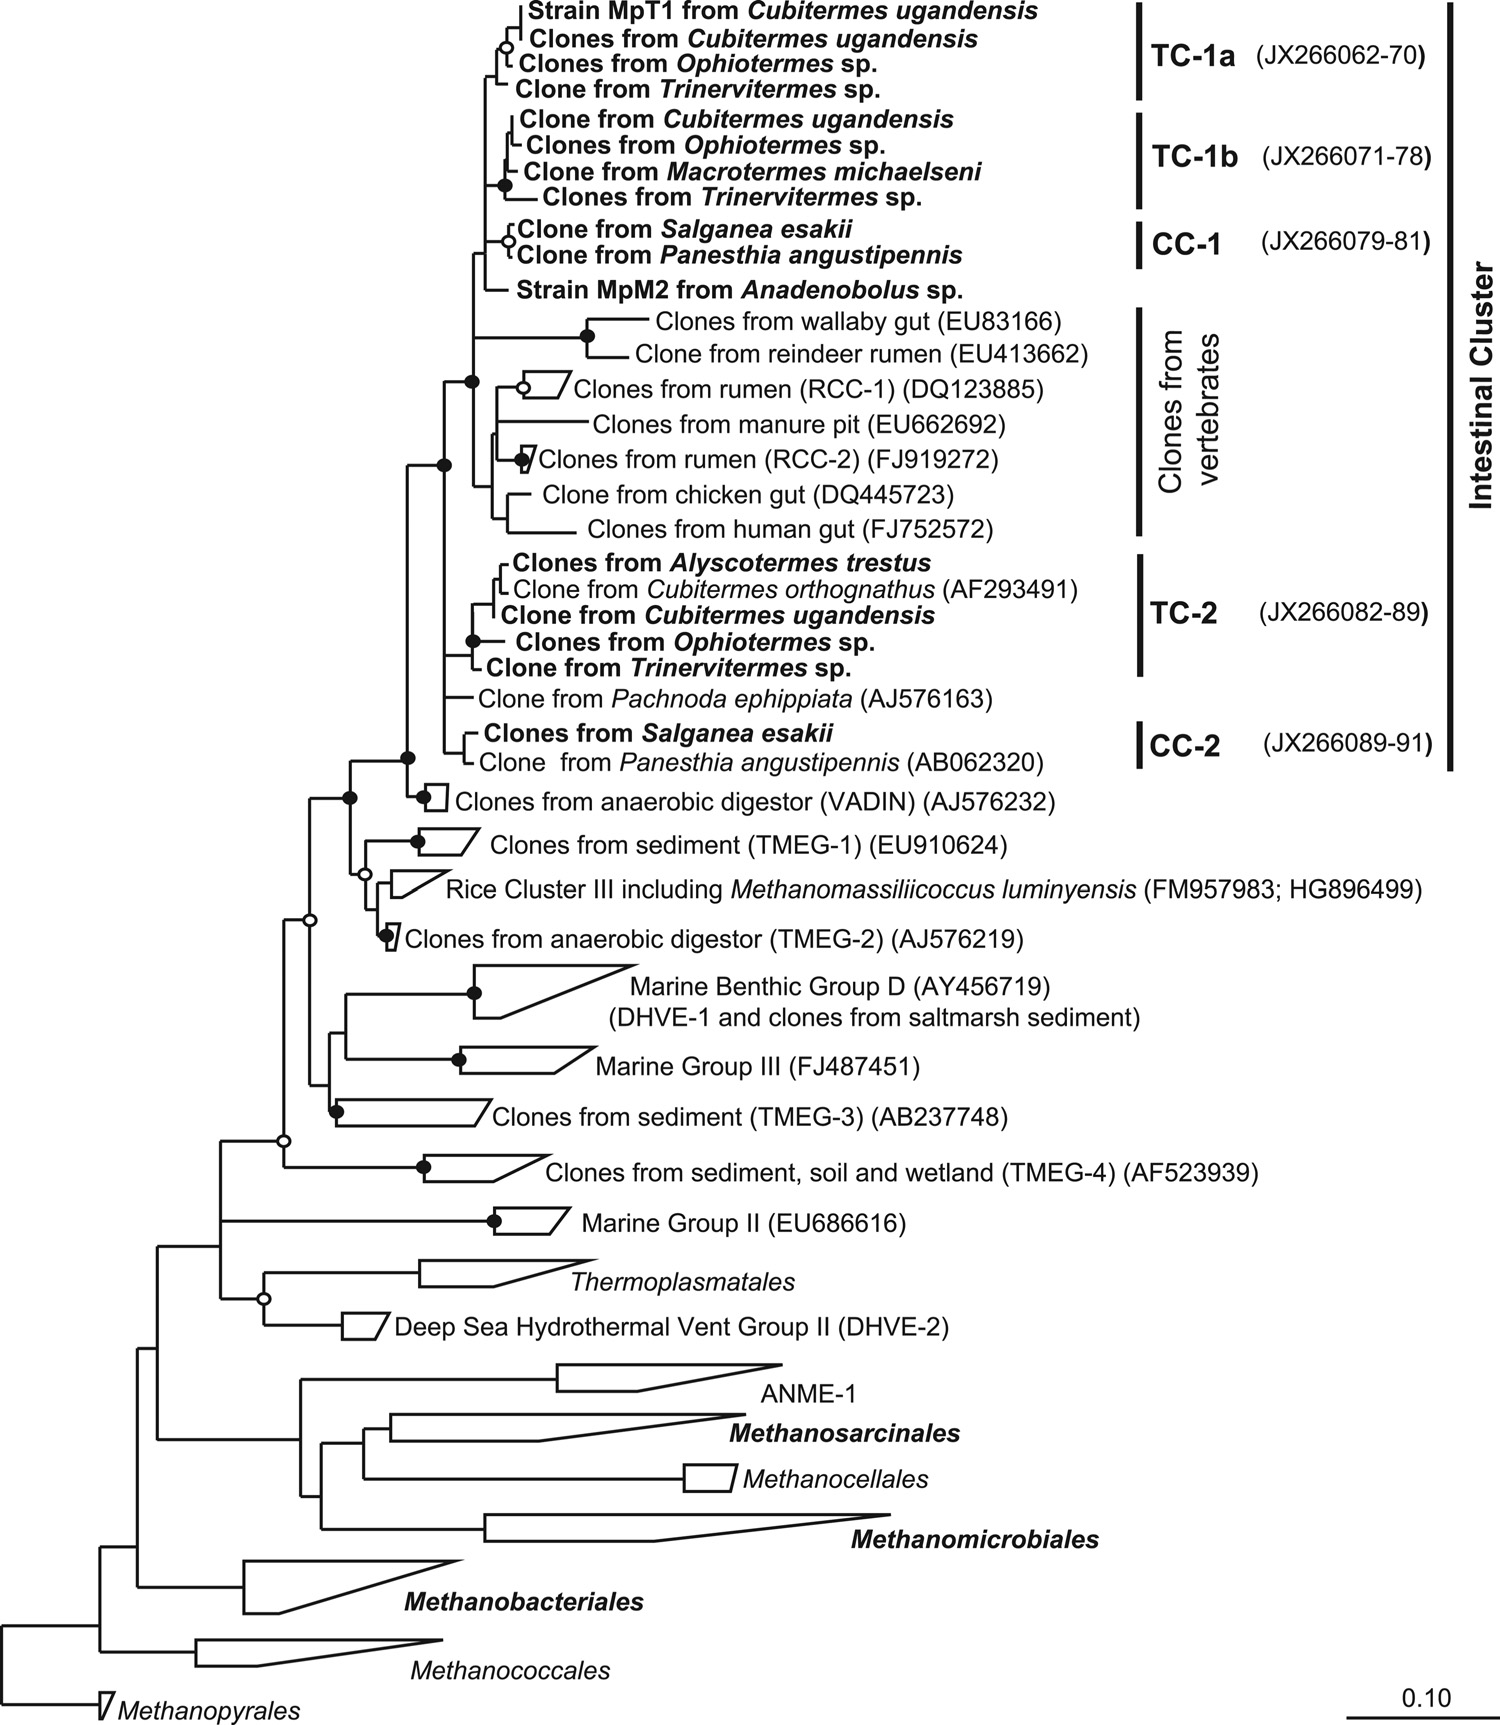 Strain MpT1 from Cubitermes ugandensis
Clones from Cubitermes ugandensis
Clones from Ophiotermes sp.
Clone from Trinervitermes sp.
TC-1a (JX266062-70)
Clone from Cubitermes ugandensis
Clones from Ophiotermes sp.
Clone from Macrotermes michaelseni
Clones from Trinervitermes sp.
TC-1b (JX266071-78)
Clone from Salganea esakii
Clone from Panesthia angustipennis
CC-1 (JX266079-81)
Strain MpM2 from Anadenobolus sp.
Clones from wallaby gut (EU83166)
Clone from reindeer rumen (EU413662)
Clones from rumen (RCC-1) (DQ123885)
Clones from manure pit (EU662692)
Clones from rumen (RCC-2) (FJ919272)
Clone from chicken gut (DQ445723)
Clones from human gut (FJ752572)
Clones from
vertebrates
Intestinal Cluster
Clones from Alyscotermes trestus
Clone from Cubitermes orthognathus (AF293491)
Clone from Cubitermes ugandensis
Clones from Ophiotermes sp.
Clone from Trinervitermes sp.
TC-2 (JX266082-89)
Clone from Pachnoda ephippiata (AJ576163)
Clones from Salganea esakii
Clone from Panesthia angustipennis (AB062320)
CC-2 (JX266089-91)
Clones from anaerobic digestor (VADIN) (AJ576232)
Clones from sediment (TMEG-1) (EU910624)
Rice Cluster III including Methanomassiliicoccus luminyensis (FM957983; HG896499)
Clones from anaerobic digestor (TMEG-2) (AJ576219)
Marine Benthic Group D (AY456719)
(DHVE-1 and clones from saltmarsh sediment)
Marine Group III (FJ487451)
Clones from sediment (TMEG-3) (AB237748)
Clones from sediment, soil and wetland (TMEG-4) (AF523939)
Marine Group II (EU686616)
Thermoplasmatales
Deep Sea Hydrothermal Vent Group II (DHVE-2)
ANME-1
Methanosarcinales
Methanocellales
Methanomicrobiales
Methanobacteriales
Methanococcales
Methanopyrales
0.10